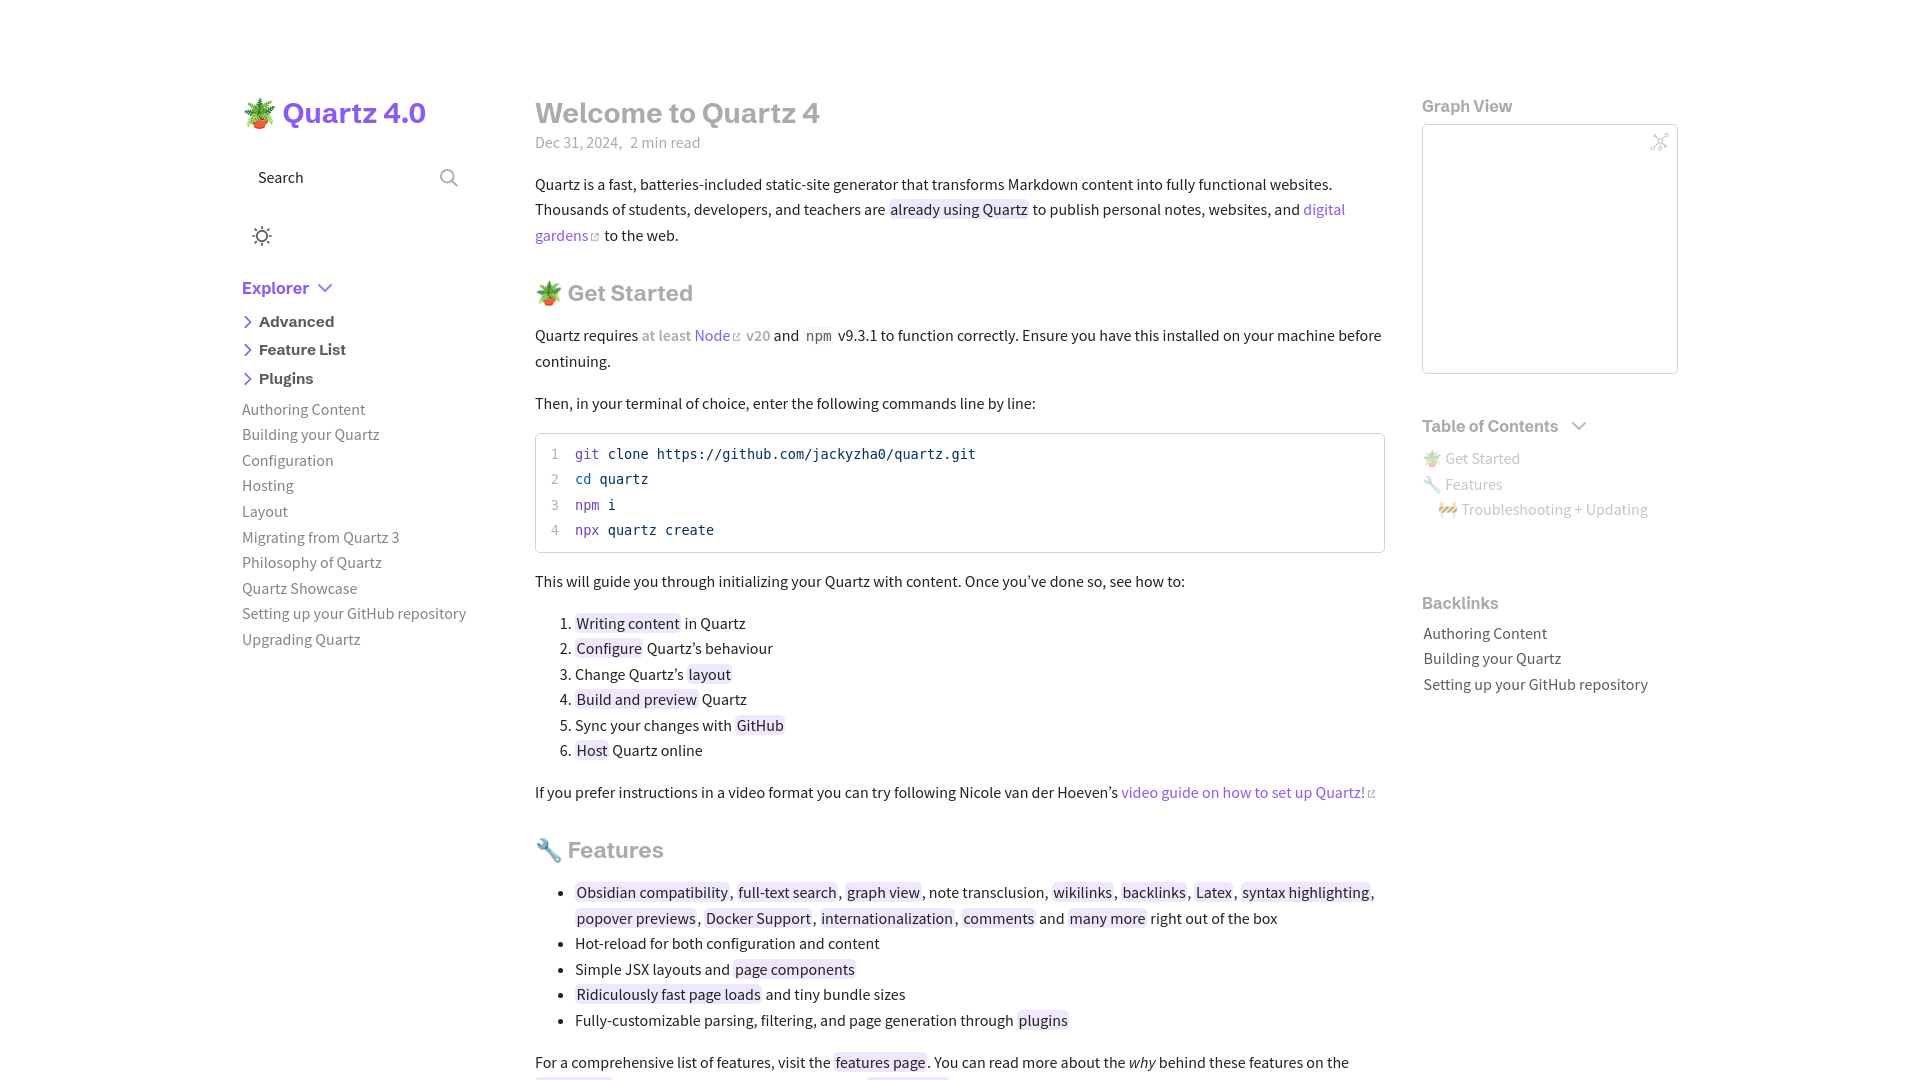 🪴 Quartz 4.0
Search
Explorer
Advanced
Feature List
Plugins
Authoring Content
Building your Quartz
Configuration
Hosting
Layout
Migrating from Quartz 3
Philosophy of Quartz
Quartz Showcase
Setting up your GitHub repository
Upgrading Quartz
Welcome to Quartz 4
Dec 31, 2024, 2 min read
Quartz is a fast, batteries-included static-site generator that transforms Markdown content into fully functional websites.
Thousands of students, developers, and teachers are already using Quartz to publish personal notes, websites, and digital
gardens to the web.
🪴 Get Started
Quartz requires at least Node v20 and npm v9.3.1 to function correctly. Ensure you have this installed on your machine before
continuing.
Then, in your terminal of choice, enter the following commands line by line:
1 git clone https://github.com/jackyzha0/quartz.git
2 cd quartz
3 npm i
4 npx quartz create
This will guide you through initializing your Quartz with content. Once you’ve done so, see how to:
1. Writing content in Quartz
2. Configure Quartz’s behaviour
3. Change Quartz’s layout
4. Build and preview Quartz
5. Sync your changes with GitHub
6. Host Quartz online
If you prefer instructions in a video format you can try following Nicole van der Hoeven’s video guide on how to set up Quartz!
🔧 Features
• Obsidian compatibility, full-text search, graph view, note transclusion, wikilinks, backlinks, Latex, syntax highlighting,
popover previews, Docker Support, internationalization, comments and many more right out of the box
• Hot-reload for both configuration and content
• Simple JSX layouts and page components
• Ridiculously fast page loads and tiny bundle sizes
• Fully-customizable parsing, filtering, and page generation through plugins
For a comprehensive list of features, visit the features page. You can read more about the why behind these features on the
Graph View
Table of Contents
🪴 Get Started
🔧 Features
🚧 Troubleshooting + Updating
Backlinks
Authoring Content
Building your Quartz
Setting up your GitHub repository